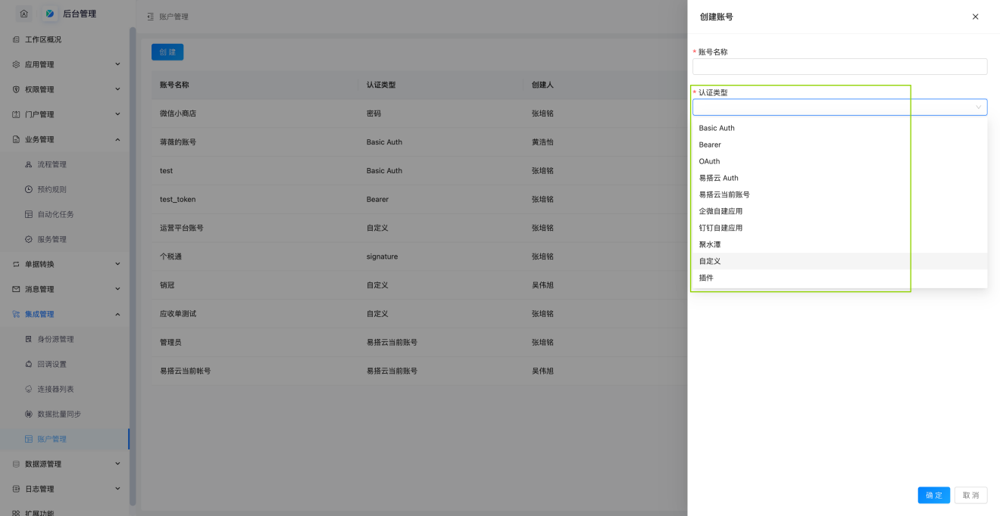 后台管理
工作区概况
应用管理
权限管理
门户管理
业务管理
流程管理
预约规则
自动化任务
服务管理
单据转换
消息管理
集成管理
身份源管理
回调设置
连接器列表
数据批量同步
账户管理
数据源管理
日志管理
扩展功能
账户管理
创 建
账号名称 认证类型 创建人
微信小商店 密码 张培铭
蔷薇的账号 Basic Auth 黄浩怡
test Basic Auth 张培铭
test_token Bearer 张培铭
运营平台账号 自定义 张培铭
个税通 signature 张培铭
销冠 自定义 吴伟旭
应收单测试 自定义 张培铭
管理员 易搭云当前账号 张培铭
易搭云当前帐号 易搭云当前账号 吴伟旭
创建账号
* 账号名称
* 认证类型
Basic Auth
Bearer
OAuth
易搭云 Auth
易搭云当前账号
企微自建应用
钉钉自建应用
聚水潭
自定义
插件
确 定 取 消